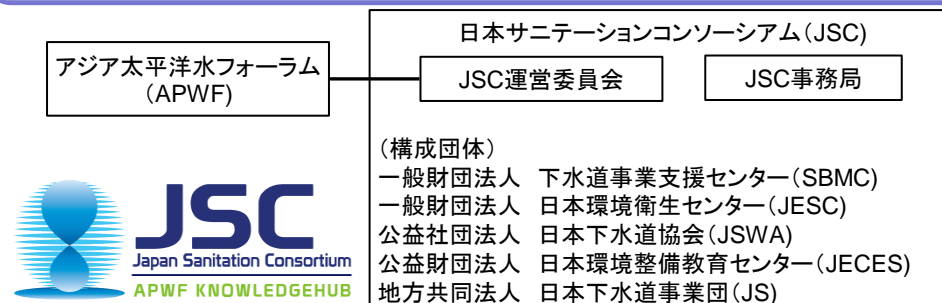 日本サニテーションコンソーシアム(JSC)
アジア太平洋水フォーラム
(APWF)
JSC運営委員会
JSC事務局
(構成団体)
一般財団法人 下水道事業支援センター(SBMC)
一般財団法人 日本環境衛生センター(JESC)
公益社団法人 日本下水道協会(JSWA)
公益財団法人 日本環境整備教育センター(JECES)
地方共同法人 日本下水道事業団(JS)
JSC
Japan Sanitation Consortium
APWF KNOWLEDGEHUB